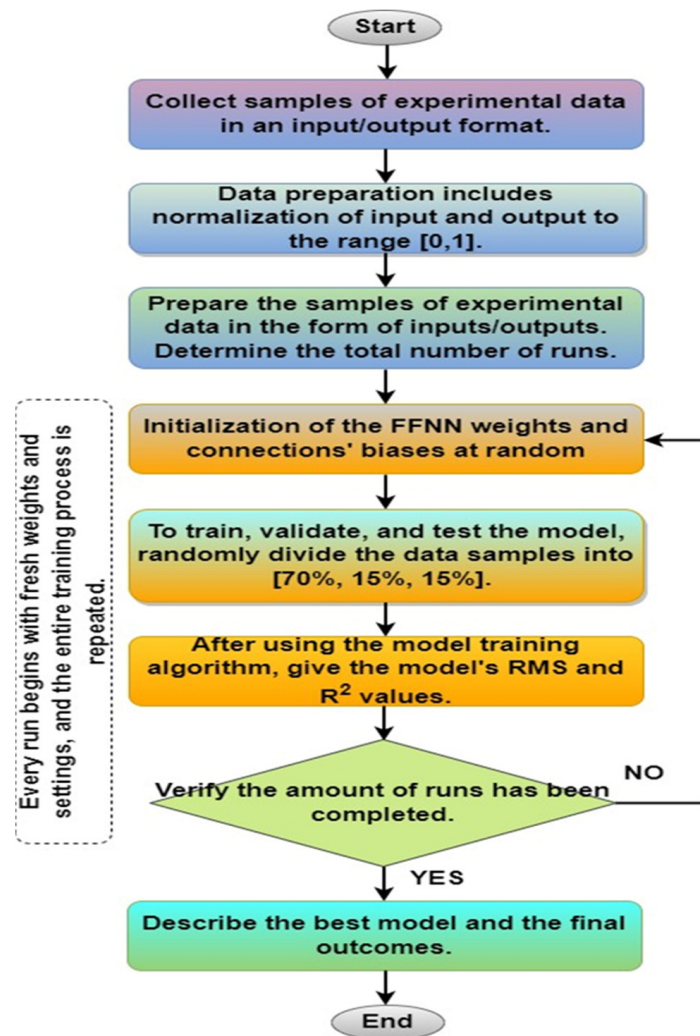 Start
Collect samples of experimental data
in an input/output format.
Data preparation includes
normalization of input and output to
the range [0,1].
Prepare the samples of experimental
data in the form of inputs/outputs.
Determine the total number of runs.
Every run begins with fresh weights and
settings, and the entire training process is
repeated.
Initialization of the FFNN weights and
connections' biases at random
To train, validate, and test the model,
randomly divide the data samples into
[70%, 15%, 15%].
After using the model training
algorithm, give the model's RMS and
R² values.
Verify the amount of runs has been
completed.
NO
YES
Describe the best model and the final
outcomes.
End